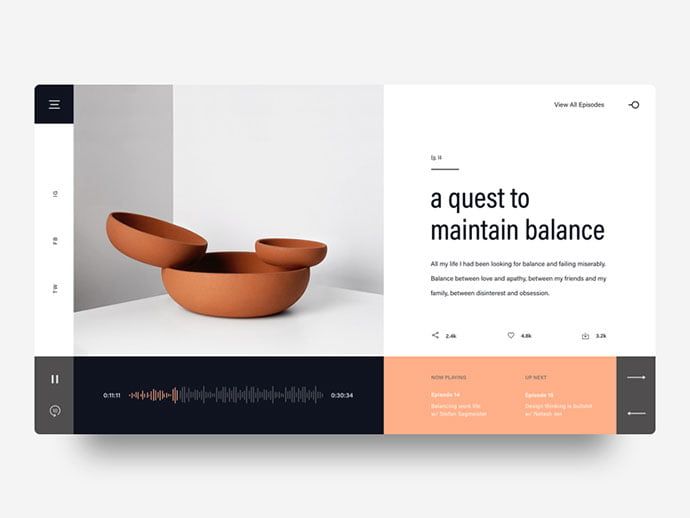 View All Episodes
IG
FB
TW
Ep. 14
a quest to
maintain balance
All my life I had been looking for balance and failing miserably.
Balance between love and apathy, between my friends and my
family, between disinterest and obsession.
2.4k
4.8k
3.2k
0:11:11
0:30:34
NOW PLAYING
Episode 14
Balancing work life
w/ Stefan Sagmeister
UP NEXT
Episode 15
Design thinking is bullshit
w/ Natash Jen